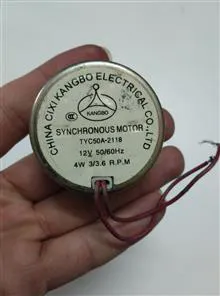 CHINA CIXI KANGBO ELECTRICAL CO.,LTD
KANGBO
SYNCHRONOUS MOTOR
TYC50A-2118
12V 50/60Hz
4W 3/3.6 R.P.M